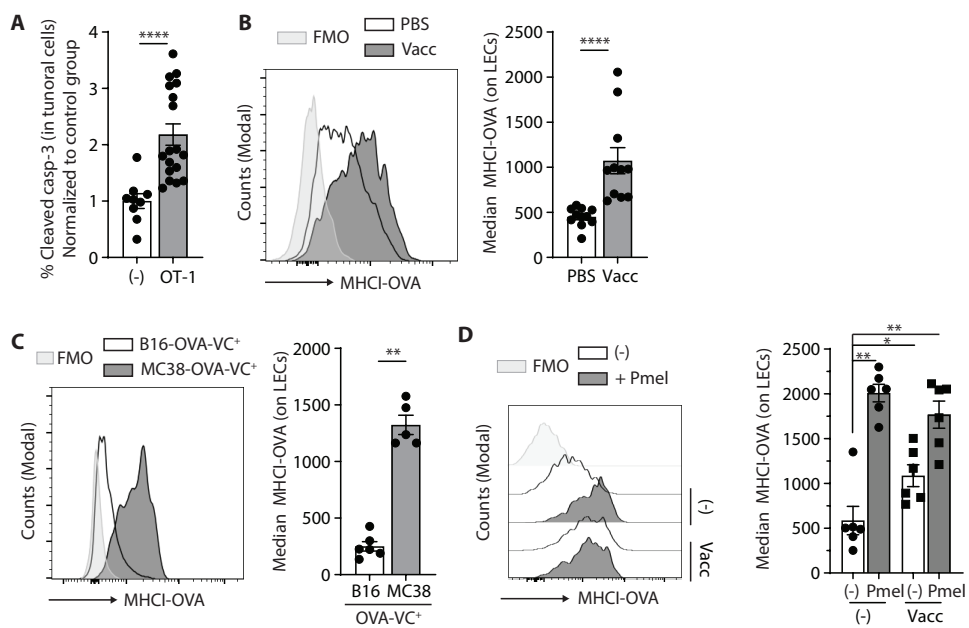 A
% Cleaved casp-3 (in tumoral cells)
Normalized to control group
4
3
2
1
0
****
(-) OT-1
B
FMO
PBS
Vacc
Counts (Modal)
MHCI-OVA
Median MHCI-OVA (on LECs)
2500
2000
1500
1000
500
0
****
PBS Vacc
C
FMO
B16-OVA-VC+
MC38-OVA-VC+
Counts (Modal)
MHCI-OVA
Median MHCI-OVA (on LECs)
2000
1500
1000
500
0
**
B16 MC38
OVA-VC+
D
FMO
(-)
+ Pmel
Counts (Modal)
(-)
Vacc
MHCI-OVA
Median MHCI-OVA (on LECs)
2500
2000
1500
1000
500
0
**
*
**
(-) Pmel (-) Pmel
(-) Vacc